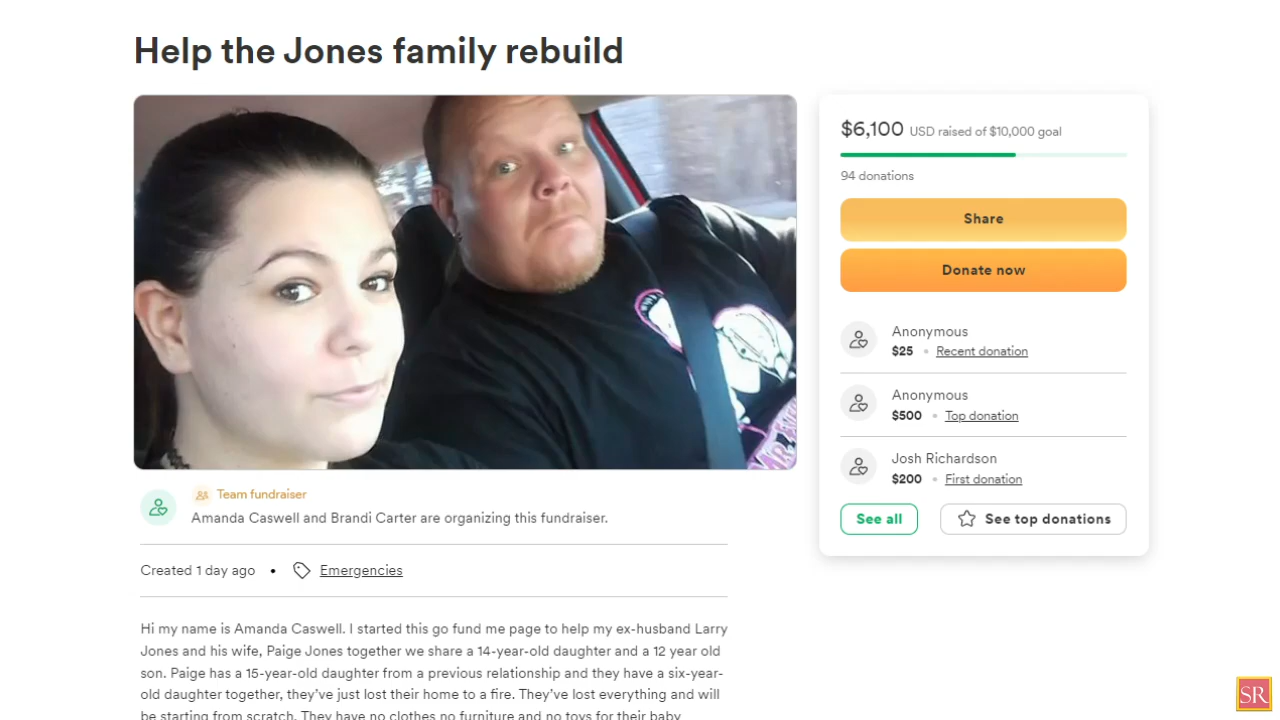 Help the Jones family rebuild
$6,100 USD raised of $10,000 goal
94 donations
Share
Donate now
Anonymous
$25 • Recent donation
Anonymous
$500 • Top donation
Josh Richardson
$200 • First donation
See all
See top donations
Team fundraiser
Amanda Caswell and Brandi Carter are organizing this fundraiser.
Created 1 day ago • Emergencies
Hi my name is Amanda Caswell. I started this go fund me page to help my ex-husband Larry
Jones and his wife, Paige Jones together we share a 14-year-old daughter and a 12 year old
son. Paige has a 15-year-old daughter from a previous relationship and they have a six-year-
old daughter together, they’ve just lost their home to a fire. They’ve lost everything and will
be starting from scratch. They have no clothes no furniture and no toys for their baby
SR